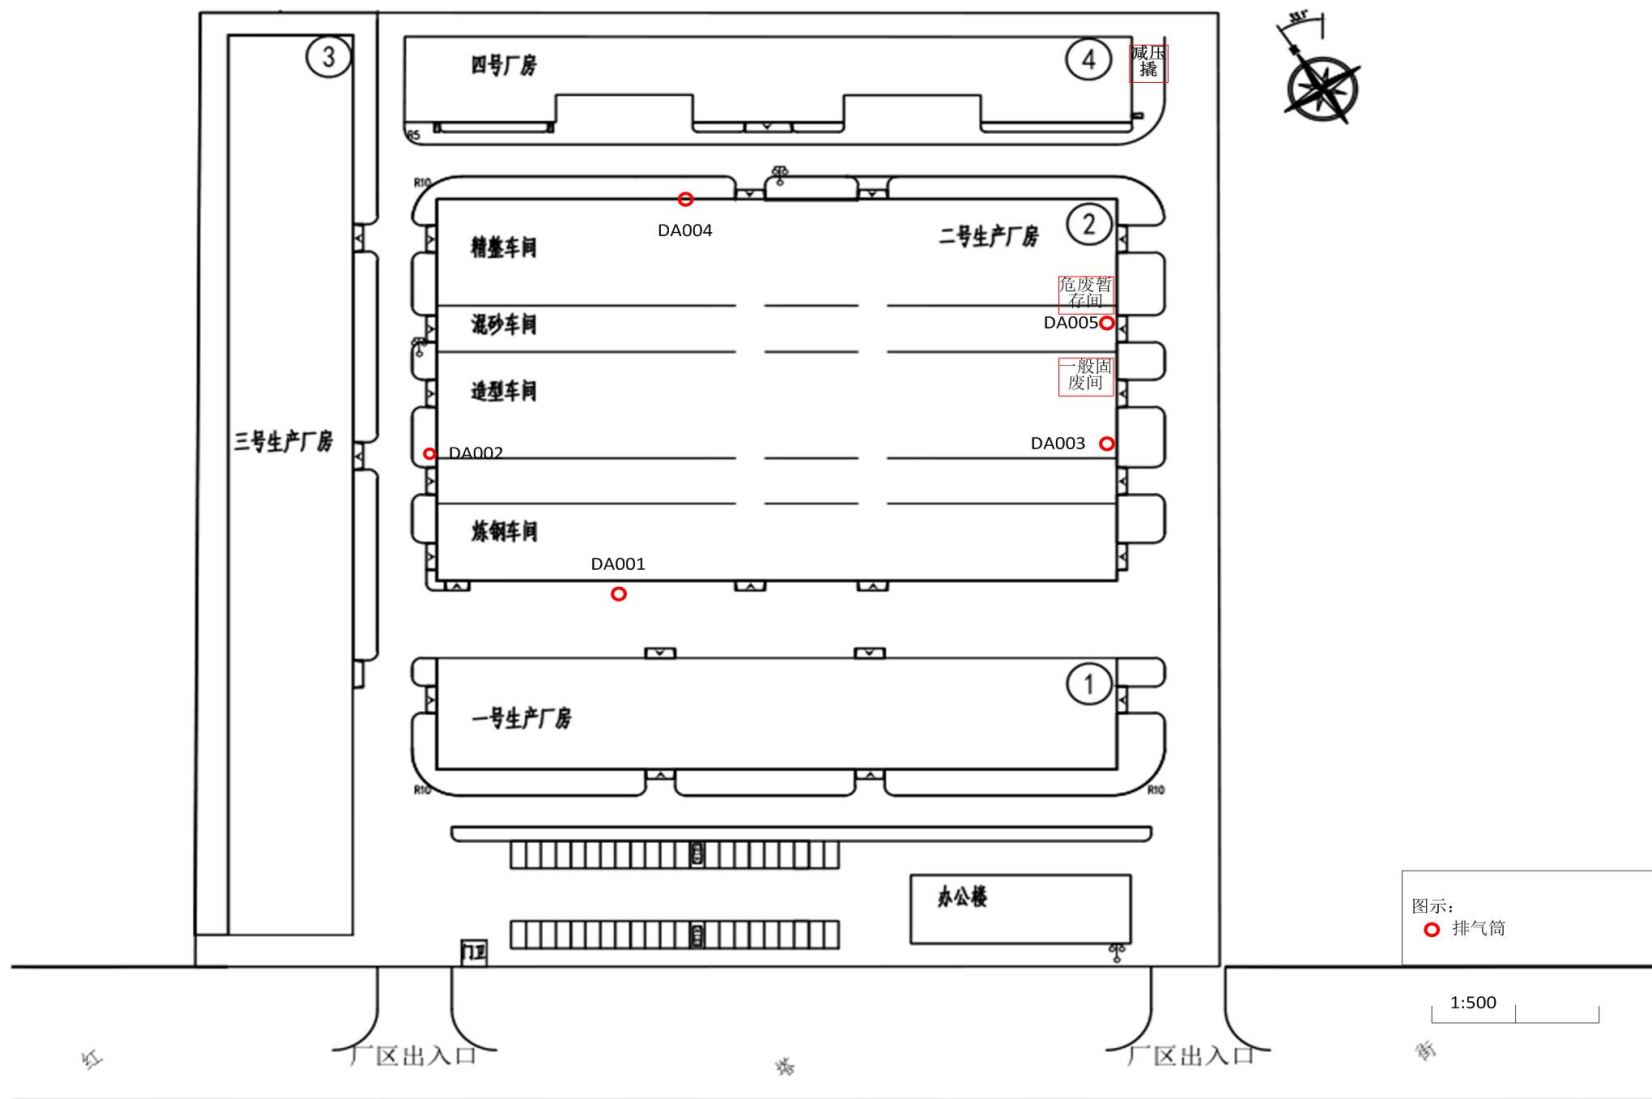 3
四号厂房
4
减压
撬
R5
R10
DA004
精整车间
二号生产厂房
2
危废暂
存间
混砂车间
DA005
造型车间
一般固
废间
三号生产厂房
DA002
DA003
炼钢车间
DA001
1
一号生产厂房
R10
R10
办公楼
门卫
图示：
排气筒
1:500
厂区出入口
厂区出入口
红
塔
街